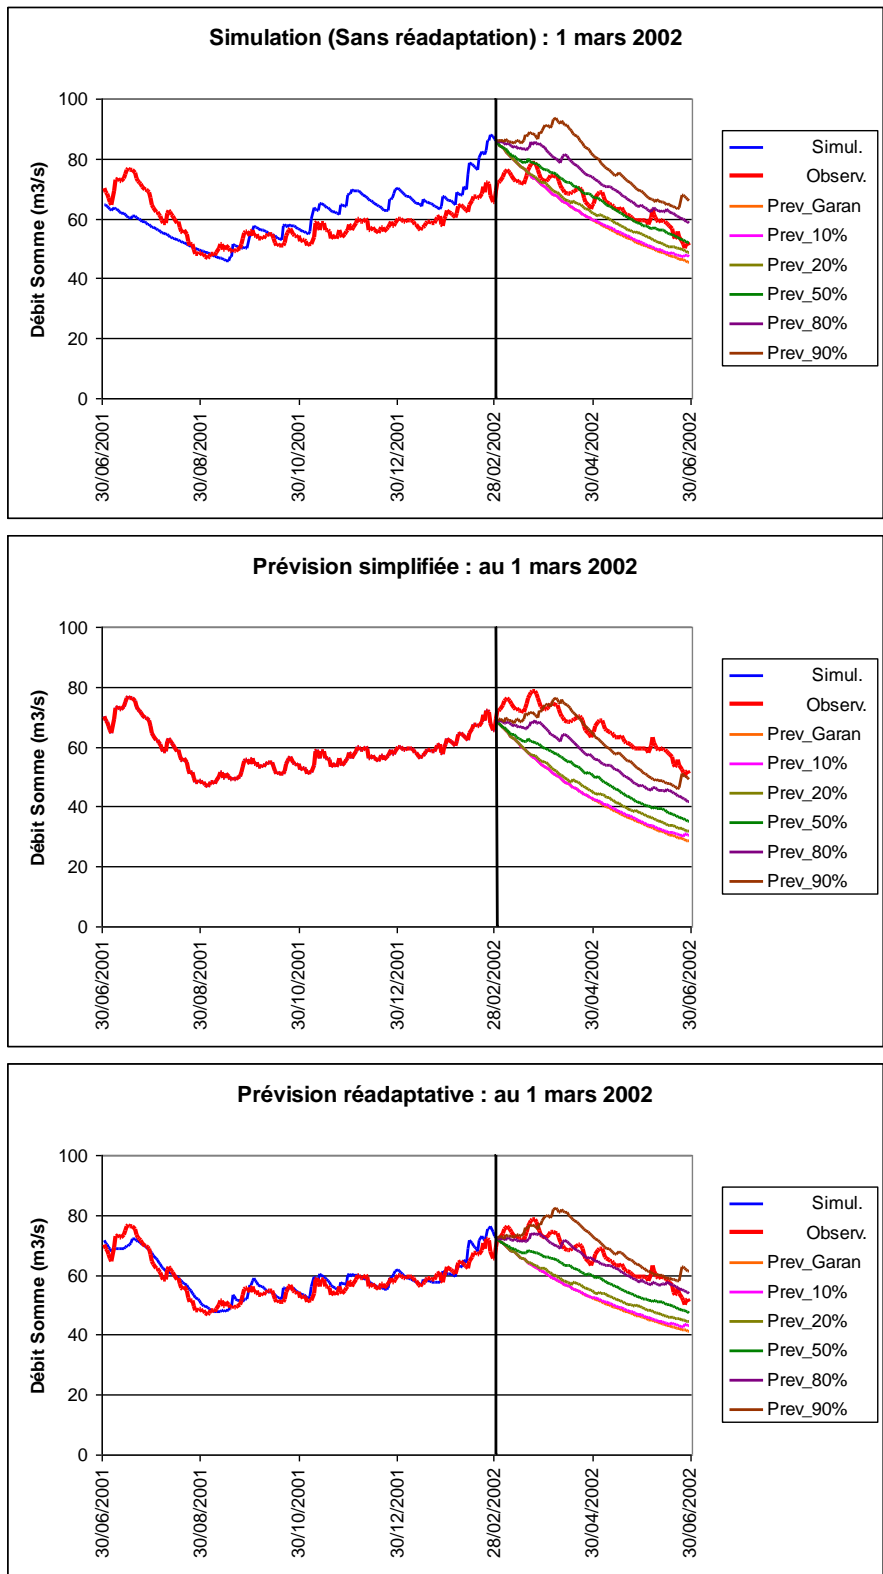 Simulation (Sans réadaptation) : 1 mars 2002
Débit Somme (m3/s)
100
80
60
40
20
0
30/06/2001
30/08/2001
30/10/2001
30/12/2001
28/02/2002
30/04/2002
30/06/2002
Simul.
Observ.
Prev_Garan
Prev_10%
Prev_20%
Prev_50%
Prev_80%
Prev_90%
Prévision simplifiée : au 1 mars 2002
Débit Somme (m3/s)
100
80
60
40
20
0
30/06/2001
30/08/2001
30/10/2001
30/12/2001
28/02/2002
30/04/2002
30/06/2002
Simul.
Observ.
Prev_Garan
Prev_10%
Prev_20%
Prev_50%
Prev_80%
Prev_90%
Prévision réadaptative : au 1 mars 2002
Débit Somme (m3/s)
100
80
60
40
20
0
30/06/2001
30/08/2001
30/10/2001
30/12/2001
28/02/2002
30/04/2002
30/06/2002
Simul.
Observ.
Prev_Garan
Prev_10%
Prev_20%
Prev_50%
Prev_80%
Prev_90%